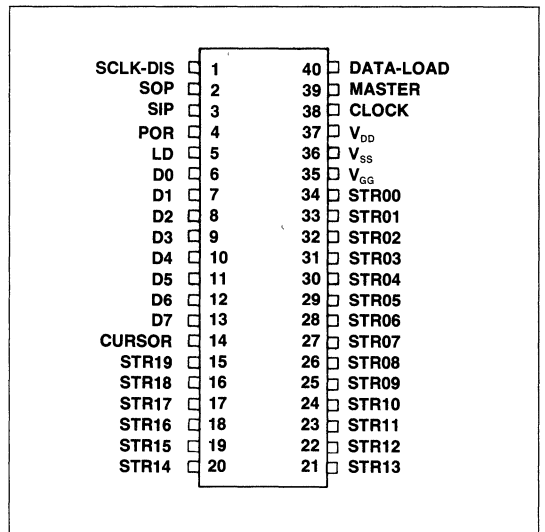 SCLK-DIS 1 40 DATA-LOAD
SOP 2 39 MASTER
SIP 3 38 CLOCK
POR 4 37 VDD
LD 5 36 VSS
D0 6 35 VGG
D1 7 34 STR00
D2 8 33 STR01
D3 9 32 STR02
D4 10 31 STR03
D5 11 30 STR04
D6 12 29 STR05
D7 13 28 STR06
CURSOR 14 27 STR07
STR19 15 26 STR08
STR18 16 25 STR09
STR17 17 24 STR10
STR16 18 23 STR11
STR15 19 22 STR12
STR14 20 21 STR13